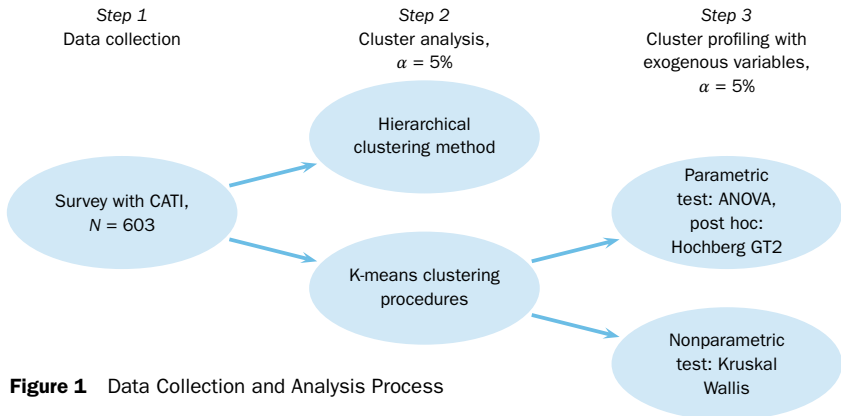 Step 1
Data collection
Step 2
Cluster analysis,
α = 5%
Step 3
Cluster profiling with
exogenous variables,
α = 5%
Hierarchical
clustering method
Survey with CATI,
N = 603
K-means clustering
procedures
Parametric
test: ANOVA,
post hoc:
Hochberg GT2
Nonparametric
test: Kruskal
Wallis
Figure 1 Data Collection and Analysis Process